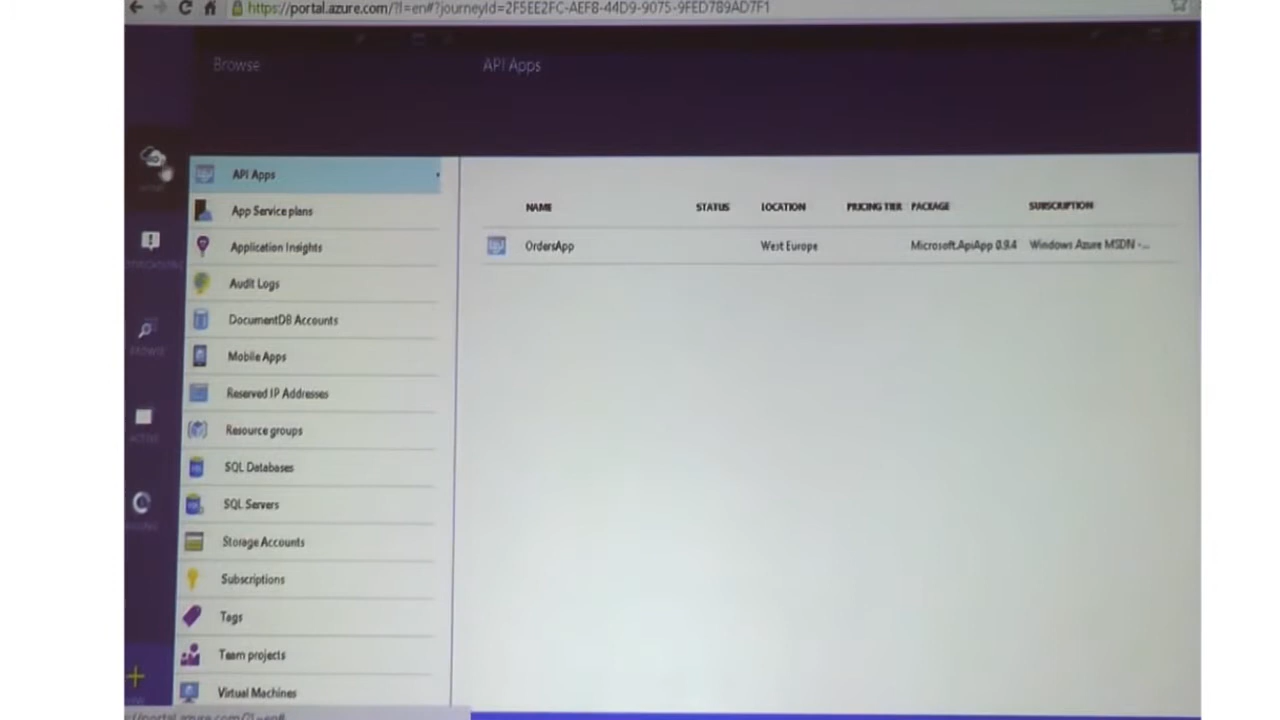 https://portal.azure.com/?l=en#?journeyId=2F5EE2FC-AEF8-44D9-9075-9FED789AD7F1
Browse
API Apps
API Apps
App Service plans
Application Insights
Audit Logs
DocumentDB Accounts
Mobile Apps
Reserved IP Addresses
Resource groups
SQL Databases
SQL Servers
Storage Accounts
Subscriptions
Tags
Team projects
Virtual Machines
NAME STATUS LOCATION PRICING TIER PACKAGE SUBSCRIPTION
OrdersApp West Europe Microsoft.ApiApp 0.9.4 Windows Azure MSDN -...
BROWSE